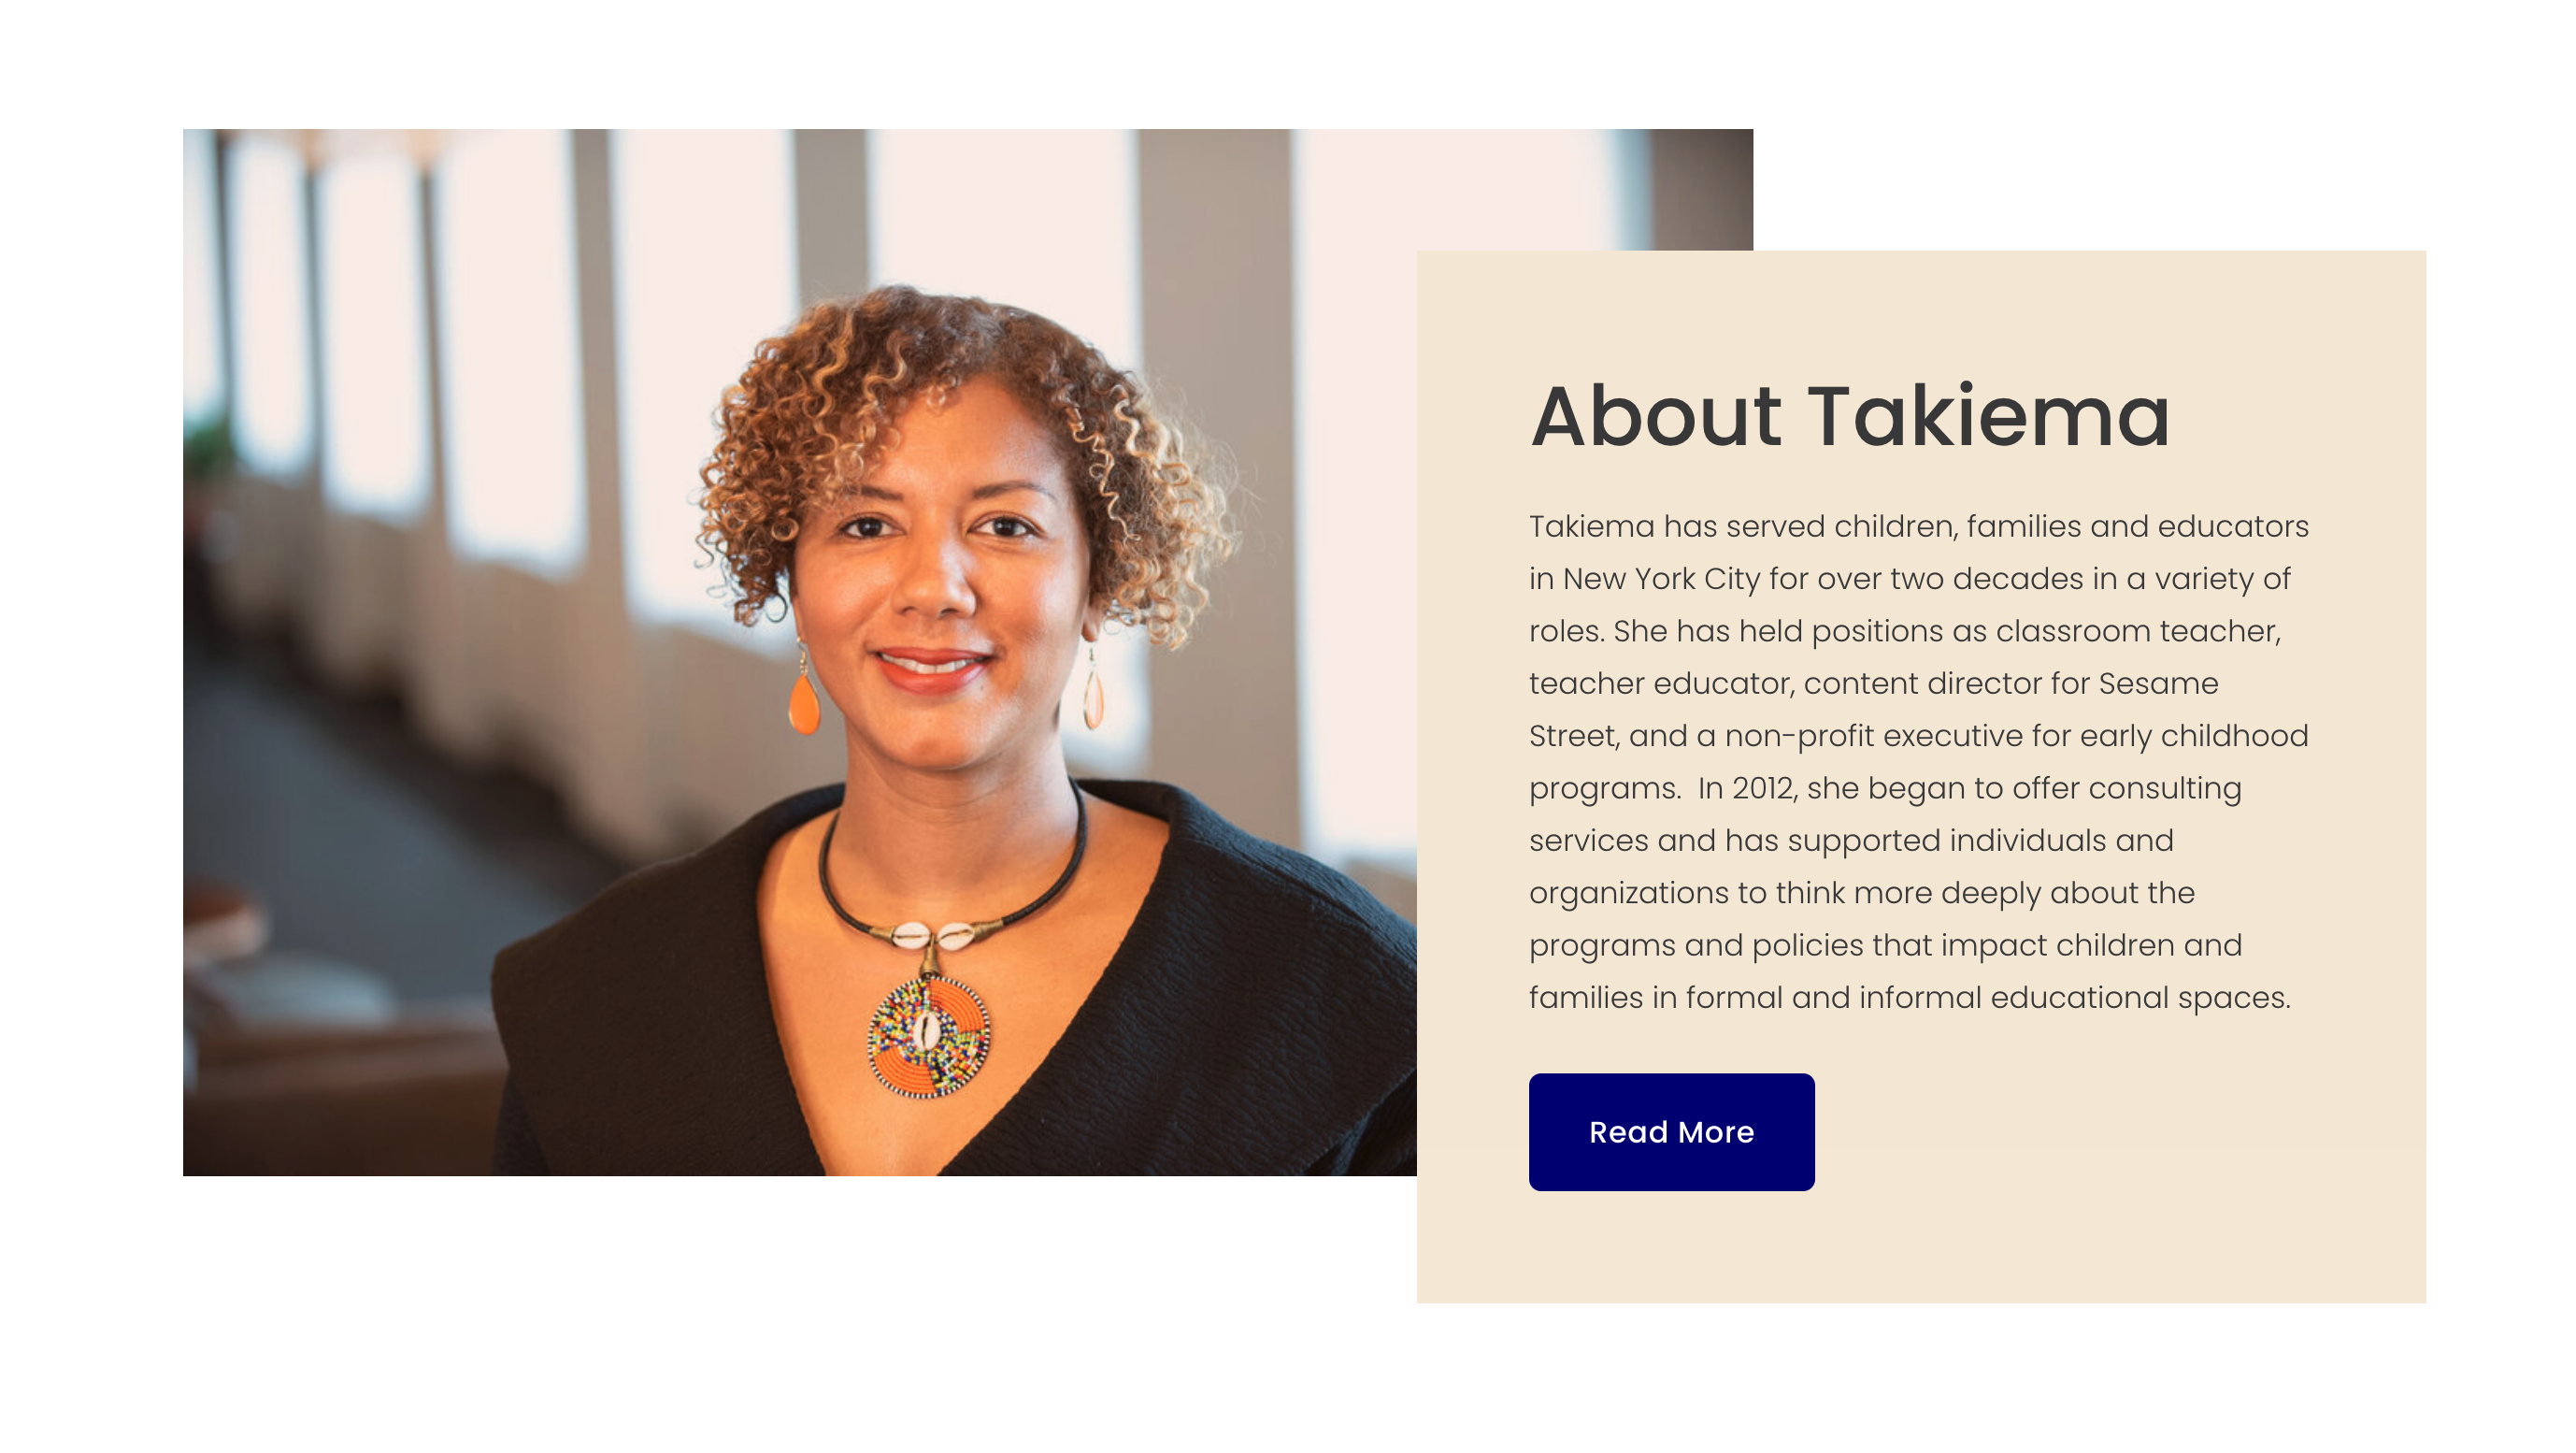 About Takiema
Takiema has served children, families and educators
in New York City for over two decades in a variety of
roles. She has held positions as classroom teacher,
teacher educator, content director for Sesame
Street, and a non-profit executive for early childhood
programs.  In 2012, she began to offer consulting
services and has supported individuals and
organizations to think more deeply about the
programs and policies that impact children and
families in formal and informal educational spaces.
Read More